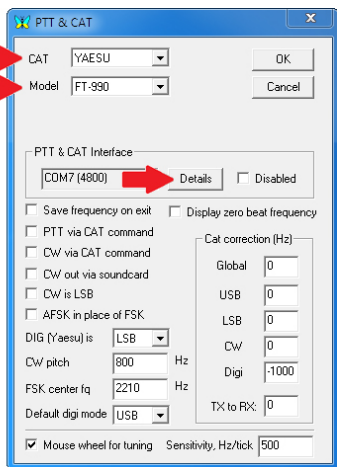 PTT & CAT
CAT YAESU OK
Model FT-990 Cancel
PTT & CAT Interface
COM7 (4800) Details Disabled
Save frequency on exit Display zero beat frequency
PTT via CAT command
CW via CAT command
CW out via soundcard
CW is LSB
AFSK in place of FSK
DIG (Yaesu) is LSB
CW pitch 800 Hz
FSK center fq 2210 Hz
Default digi mode USB
Cat correction (Hz)
Global 0
USB 0
LSB 0
CW 0
Digi -1000
TX to RX: 0
Mouse wheel for tuning Sensitivity, Hz/tick 500